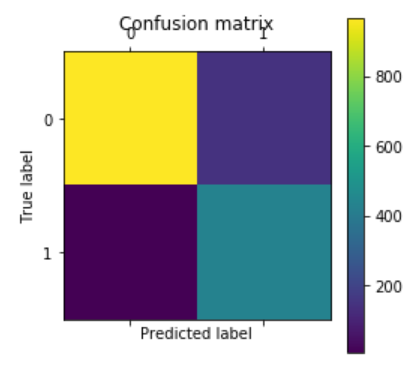 Confusion matrix
0 1
0
1
True label
Predicted label
800
600
400
200